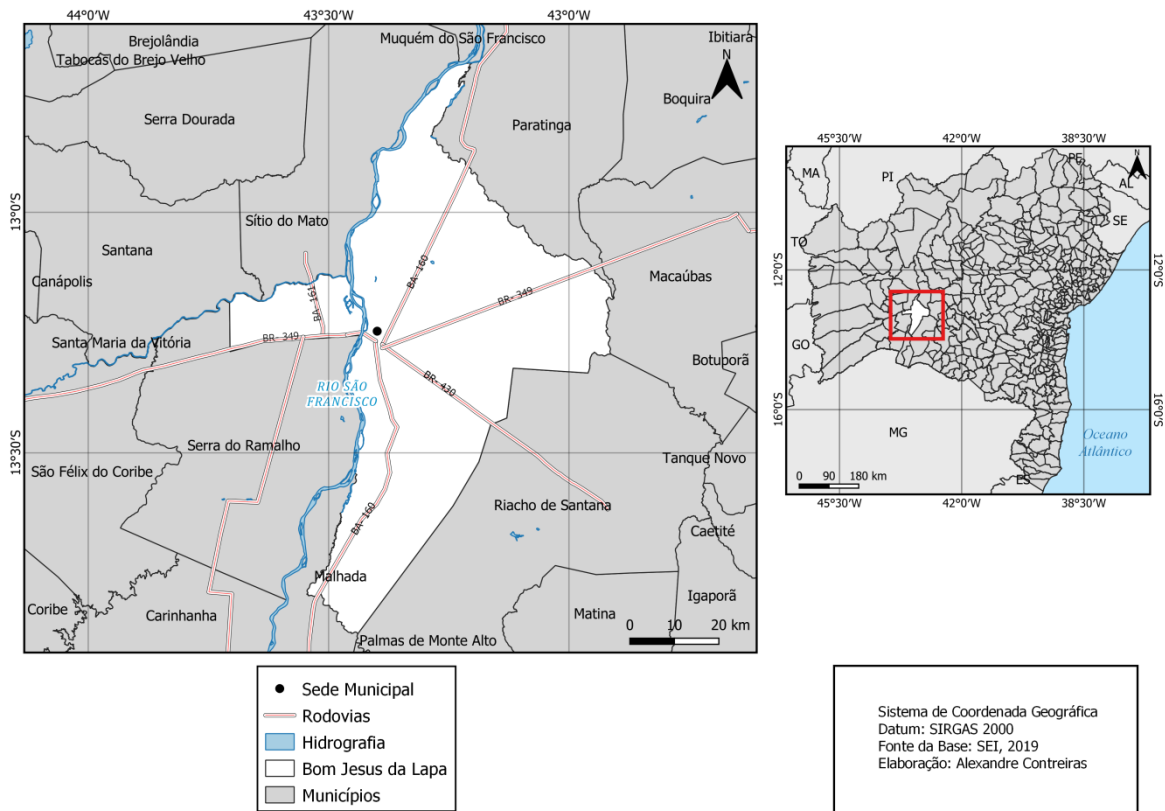 44°0'W
43°30'W
43°0'W
Brejolândia
Tabocas do Brejo Velho
Muquém do São Francisco
Ibitiara
N
Boquira
Serra Dourada
Paratinga
13°0'S
Sítio do Mato
Santana
Canápolis
Macaúbas
BA- 160
BR- 349
BA- 161
BR- 349
Santa Maria da Vitória
Botuporã
BR- 430
RIO SÃO
FRANCISCO
13°30'S
Serra do Ramalho
São Félix do Coribe
Tanque Novo
Riacho de Santana
BA- 160
Caetité
Malhada
Igaporã
Coribe
Carinhanha
Matina
Palmas de Monte Alto
0 10 20 km
45°30'W
42°0'W
38°30'W
MA
PI
PE
N
AL
SE
TO
12°0'S
12°0'S
GO
16°0'S
16°0'S
MG
Oceano
Atlântico
0 90 180 km
ES
45°30'W
42°0'W
38°30'W
Sede Municipal
Rodovias
Hidrografia
Bom Jesus da Lapa
Municípios
Sistema de Coordenada Geográfica
Datum: SIRGAS 2000
Fonte da Base: SEI, 2019
Elaboração: Alexandre Contreiras